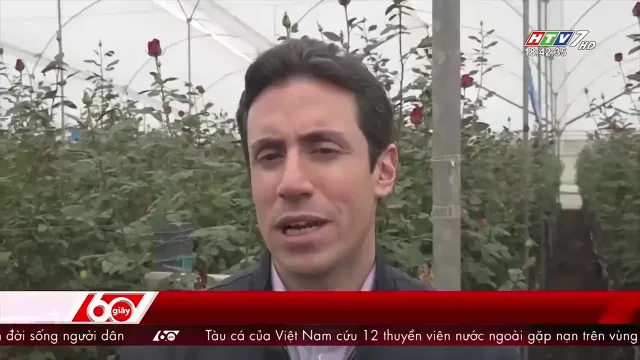 HTV7 HD
18:42:35
60 giây
đời sống người dân 60 Tàu cá của Việt Nam cứu 12 thuyền viên nước ngoài gặp nạn trên vùng